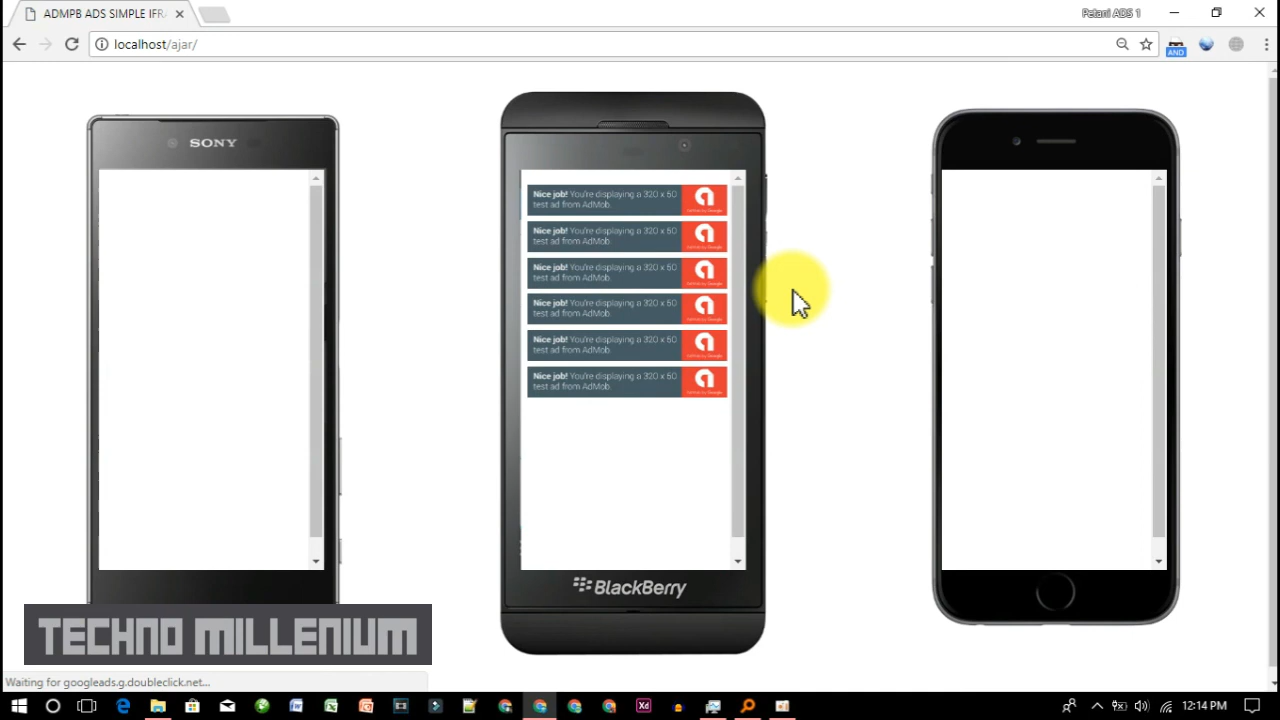 ADMPB ADS SIMPLE IFR
Petani ADS 1
localhost/ajar/
AND
SONY
Nice job! You're displaying a 320 x 50
test ad from AdMob.
Nice job! You're displaying a 320 x 50
test ad from AdMob.
Nice job! You're displaying a 320 x 50
test ad from AdMob.
Nice job! You're displaying a 320 x 50
test ad from AdMob.
Nice job! You're displaying a 320 x 50
test ad from AdMob.
Nice job! You're displaying a 320 x 50
test ad from AdMob.
BlackBerry
TECHNO MILLENIUM
Waiting for googleads.g.doubleclick.net...
Xd
12:14 PM